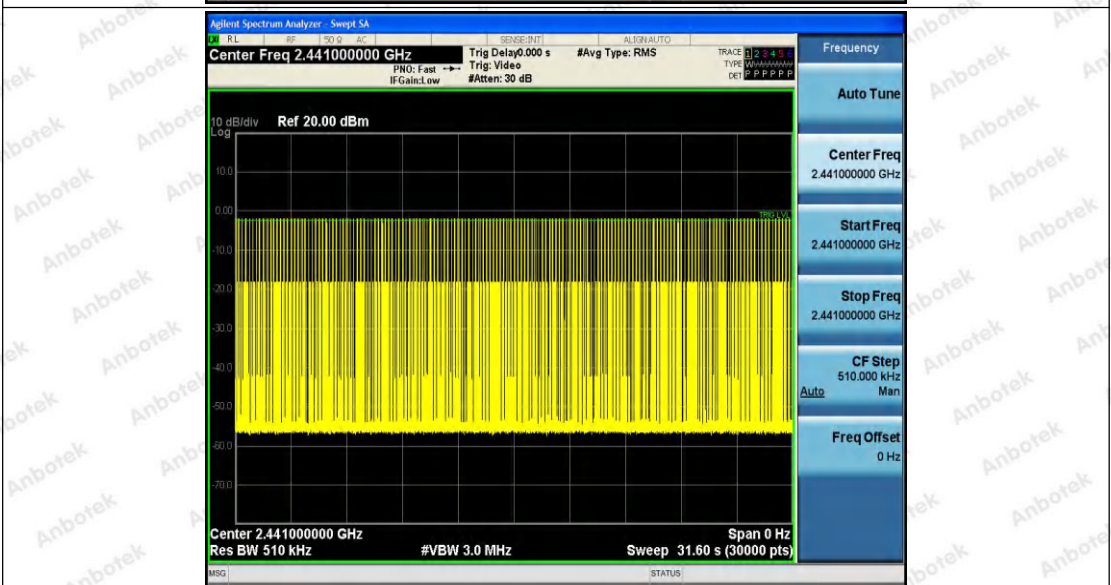 Agilent Spectrum Analyzer - Swept SA
RL RF 50 Ω AC SENSE:INT ALIGN AUTO
Center Freq 2.441000000 GHz
PNO: Fast
IFGain:Low
Trig Delay0.000 s
Trig: Video
#Atten: 30 dB
#Avg Type: RMS
TRACE 1 2 3 4 5 6
TYPE W
DET P P P P P P
10 dB/div Ref 20.00 dBm
Log
10.0
0.00
TRIG LVL
-10.0
-20.0
-30.0
-40.0
-50.0
-60.0
-70.0
Center 2.441000000 GHz Span 0 Hz
Res BW 510 kHz #VBW 3.0 MHz Sweep 31.60 s (30000 pts)
MSG STATUS
Frequency
Auto Tune
Center Freq
2.441000000 GHz
Start Freq
2.441000000 GHz
Stop Freq
2.441000000 GHz
CF Step
510.000 kHz
Auto Man
Freq Offset
0 Hz
Anbotek